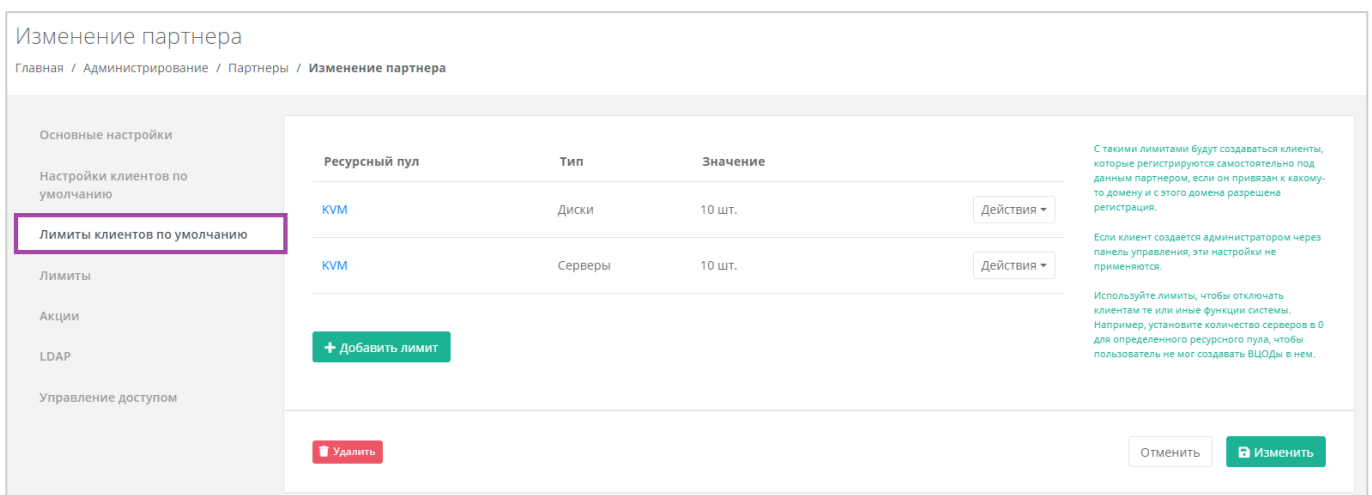 Изменение партнера
Главная / Администрирование / Партнеры / Изменение партнера
Основные настройки
Настройки клиентов по
умолчанию
Лимиты клиентов по умолчанию
Лимиты
Акции
LDAP
Управление доступом
Ресурсный пул Тип Значение
KVM Диски 10 шт. Действия
KVM Серверы 10 шт. Действия
Добавить лимит
С такими лимитами будут создаваться клиенты,
которые регистрируются самостоятельно под
данным партнером, если он привязан к какому-
то домену и с этого домена разрешена
регистрация.
Если клиент создается администратором через
панель управления, эти настройки не
применяются.
Используйте лимиты, чтобы отключать
клиентам те или иные функции системы.
Например, установите количество серверов в 0
для определенного ресурсного пула, чтобы
пользователь не мог создавать ВЦОДы в нем.
Удалить
Отменить
Изменить